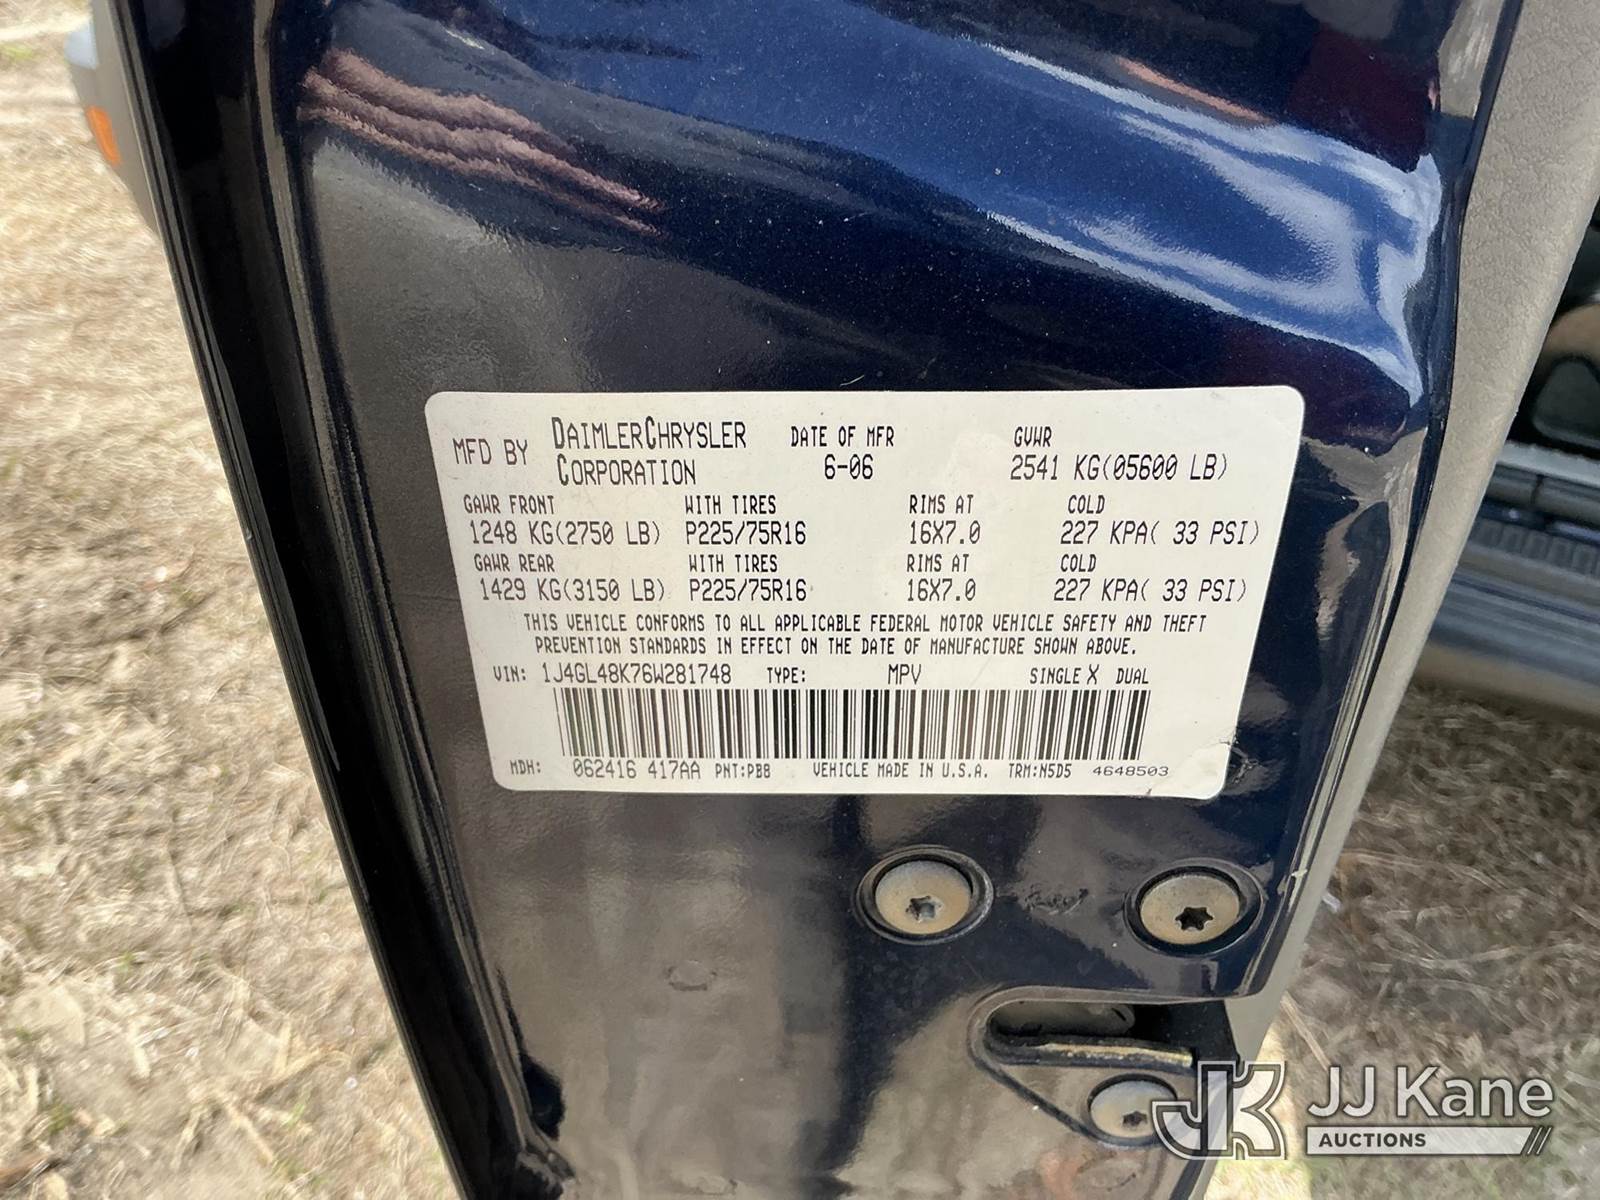 MFD BY DAIMLERCHRYSLER CORPORATION DATE OF MFR 6-06 GVWR 2541 KG(05600 LB)
GAWR FRONT WITH TIRES RIMS AT COLD
1248 KG(2750 LB) P225/75R16 16X7.0 227 KPA( 33 PSI)
GAWR REAR WITH TIRES RIMS AT COLD
1429 KG(3150 LB) P225/75R16 16X7.0 227 KPA( 33 PSI)
THIS VEHICLE CONFORMS TO ALL APPLICABLE FEDERAL MOTOR VEHICLE SAFETY AND THEFT
PREVENTION STANDARDS IN EFFECT ON THE DATE OF MANUFACTURE SHOWN ABOVE.
VIN: 1J4GL48K76W281748 TYPE: MPV SINGLE X DUAL
MDH: 062416 417AA PNT:PB8 VEHICLE MADE IN U.S.A. TRM:N5D5 4648503
JK JJ Kane
AUCTIONS